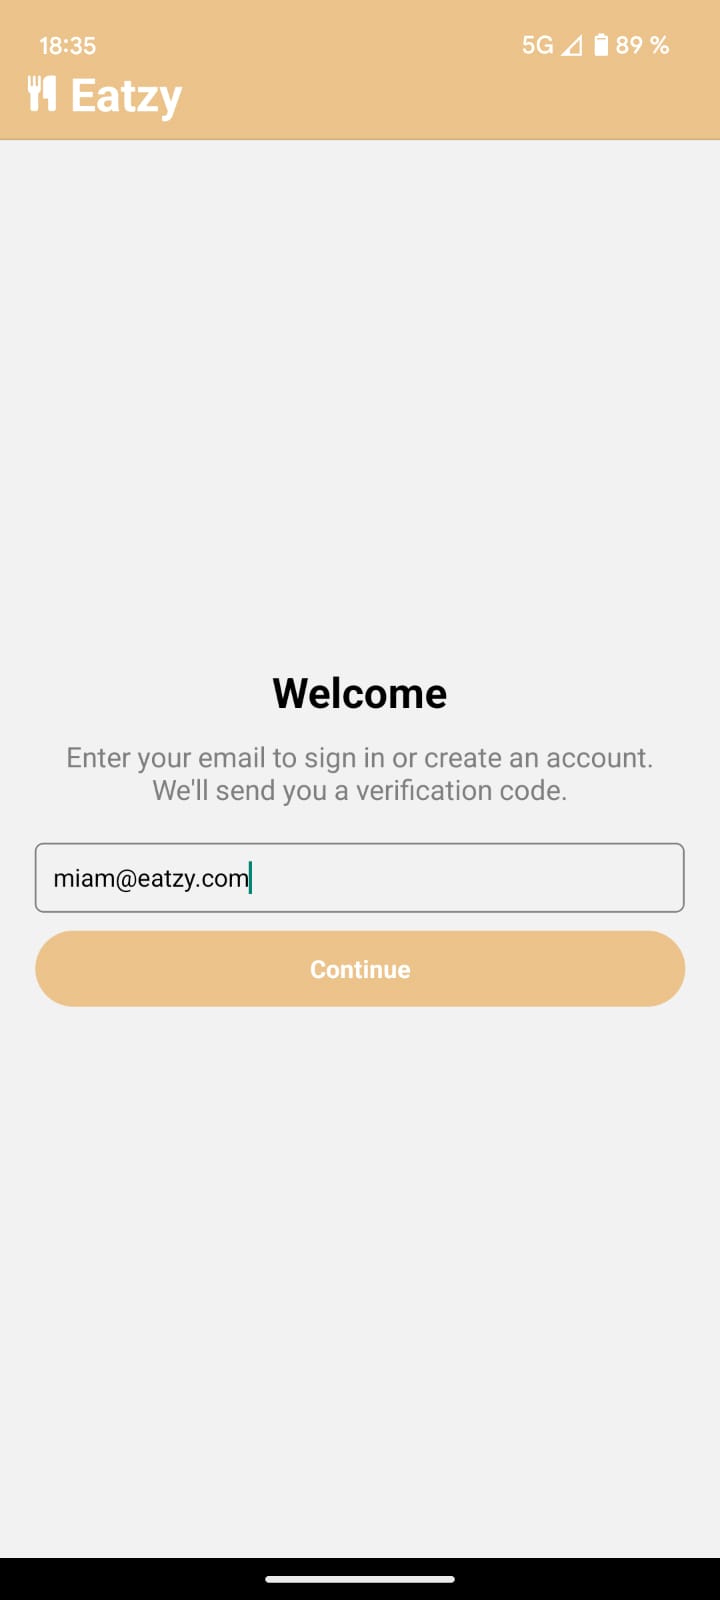 18:35
5G 89 %
Eatzy
Welcome
Enter your email to sign in or create an account.
We'll send you a verification code.
miam@eatzy.com
Continue